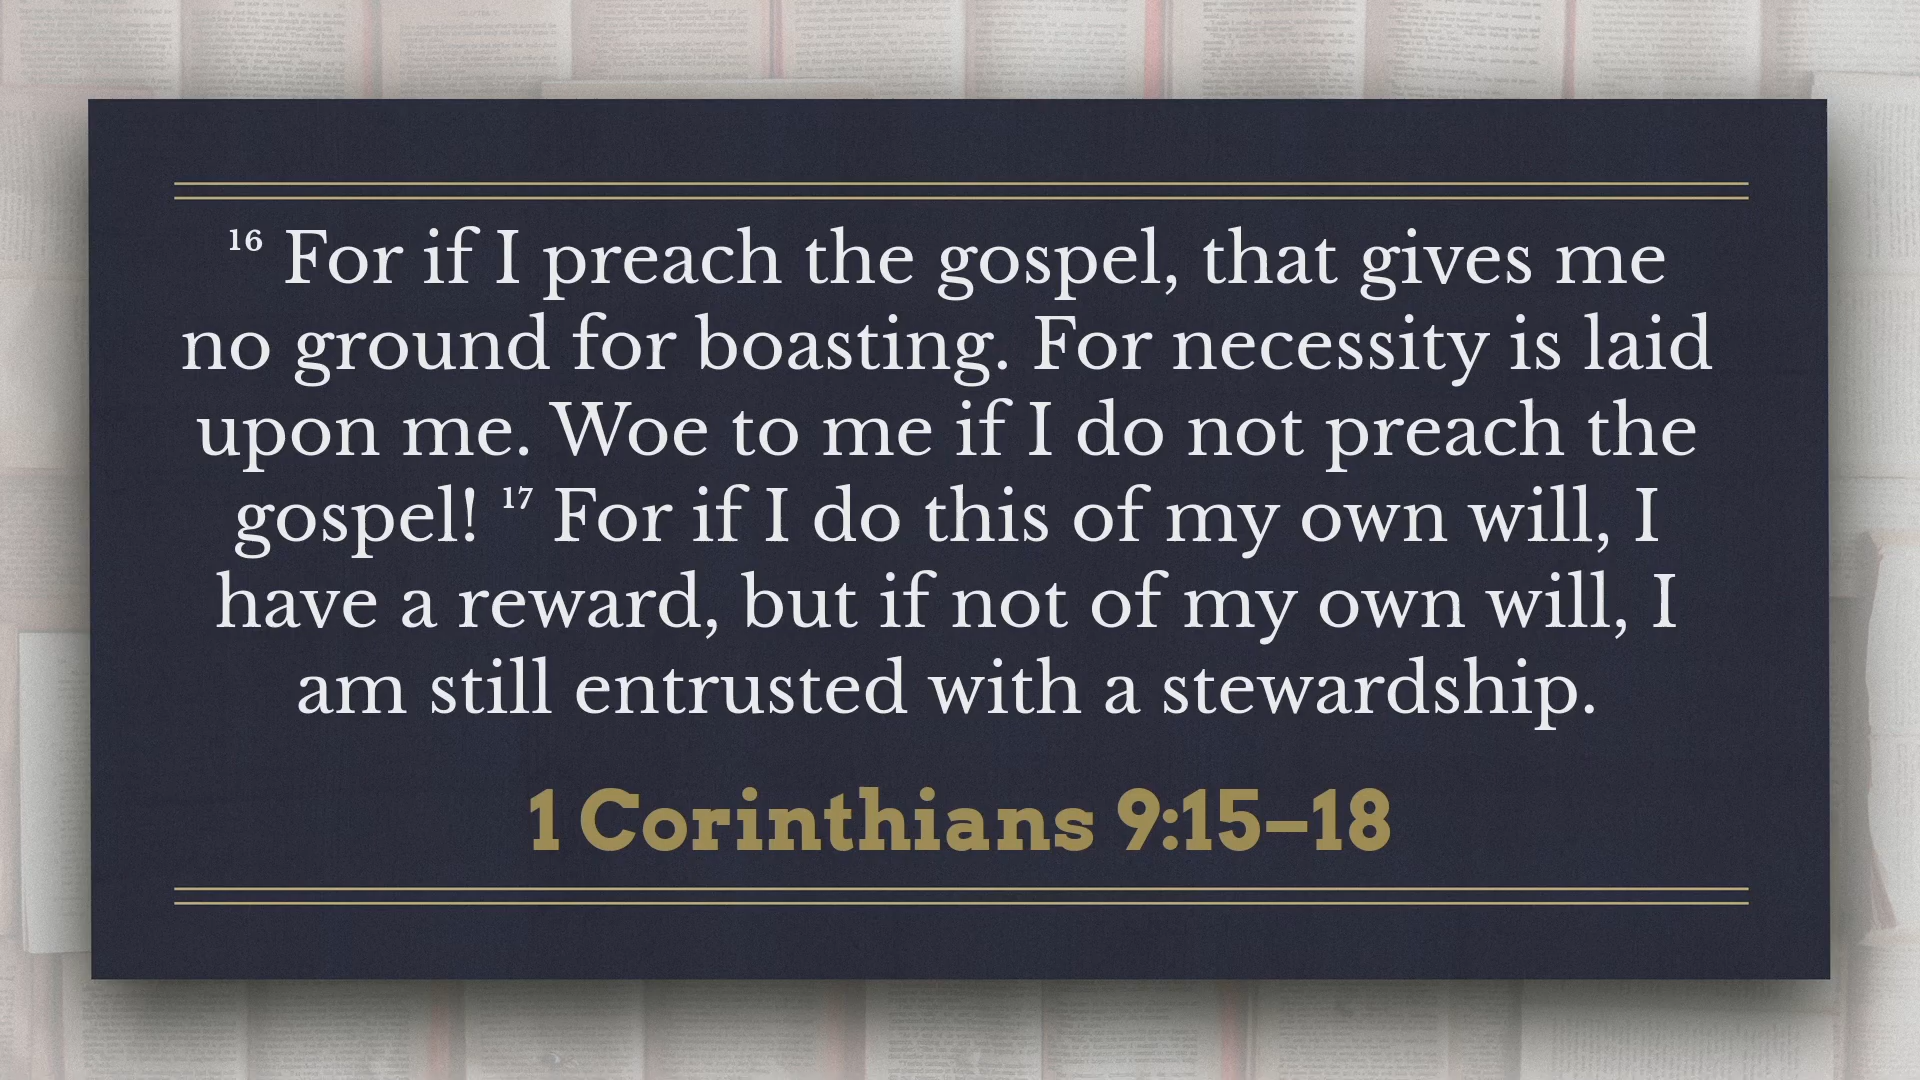 ¹⁶ For if I preach the gospel, that gives me
no ground for boasting. For necessity is laid
upon me. Woe to me if I do not preach the
gospel! ¹⁷ For if I do this of my own will, I
have a reward, but if not of my own will, I
am still entrusted with a stewardship.
1 Corinthians 9:15–18